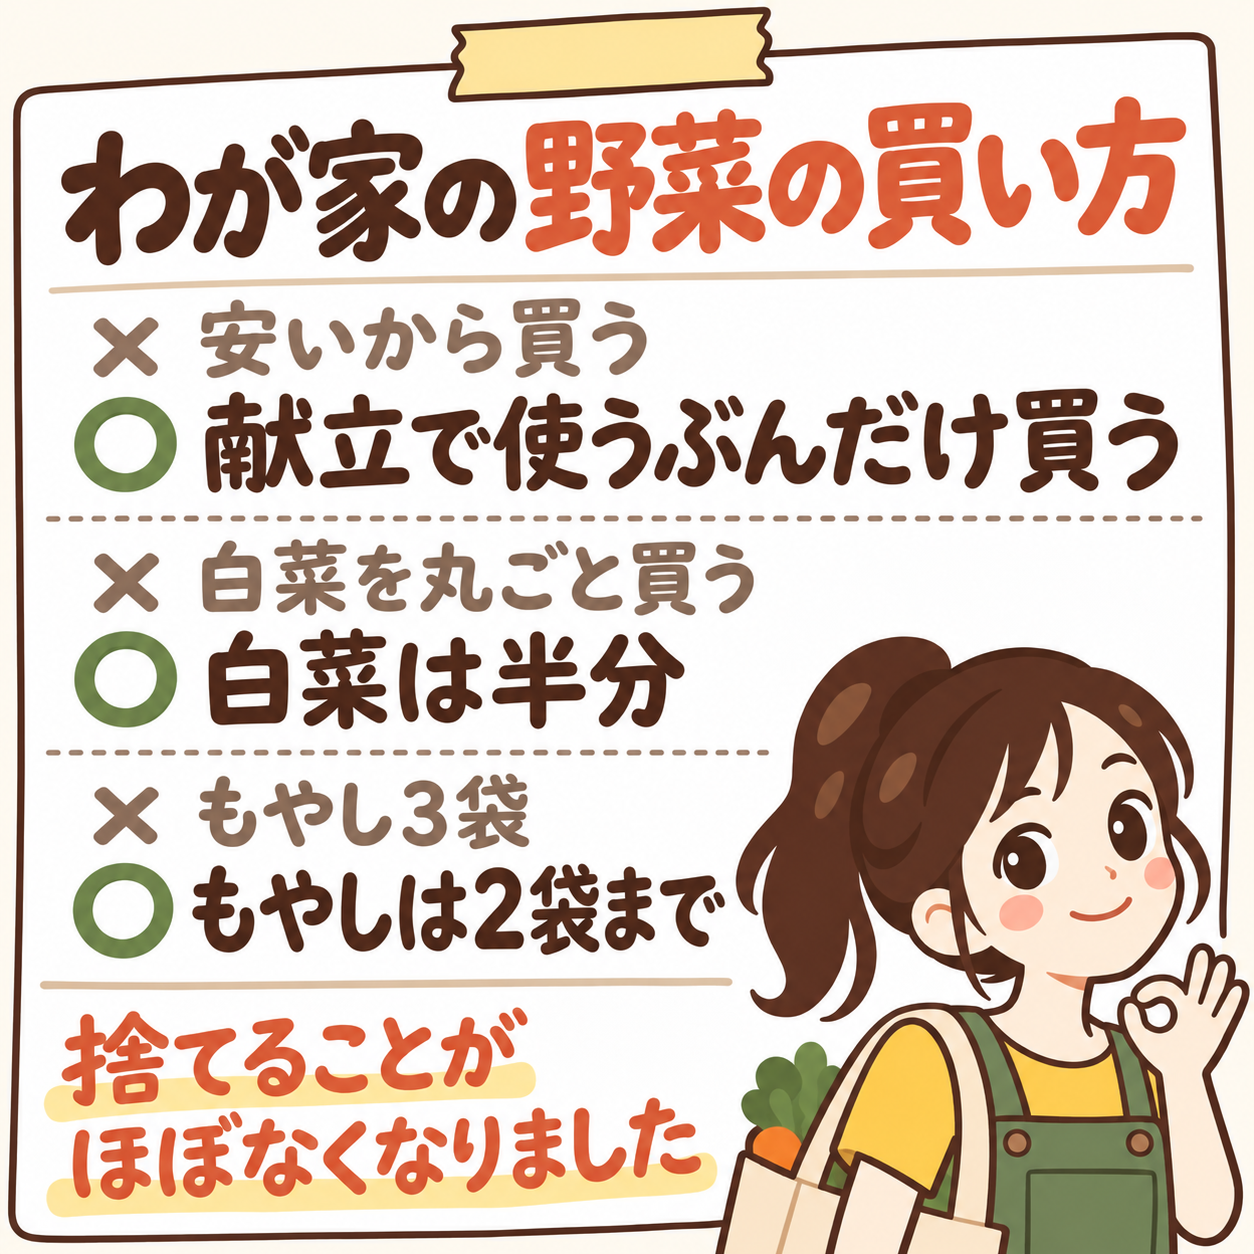 わが家の野菜の買い方
× 安いから買う
○ 献立で使うぶんだけ買う
× 白菜を丸ごと買う
○ 白菜は半分
× もやし3袋
○ もやしは2袋まで
捨てることが
ほぼなくなりました